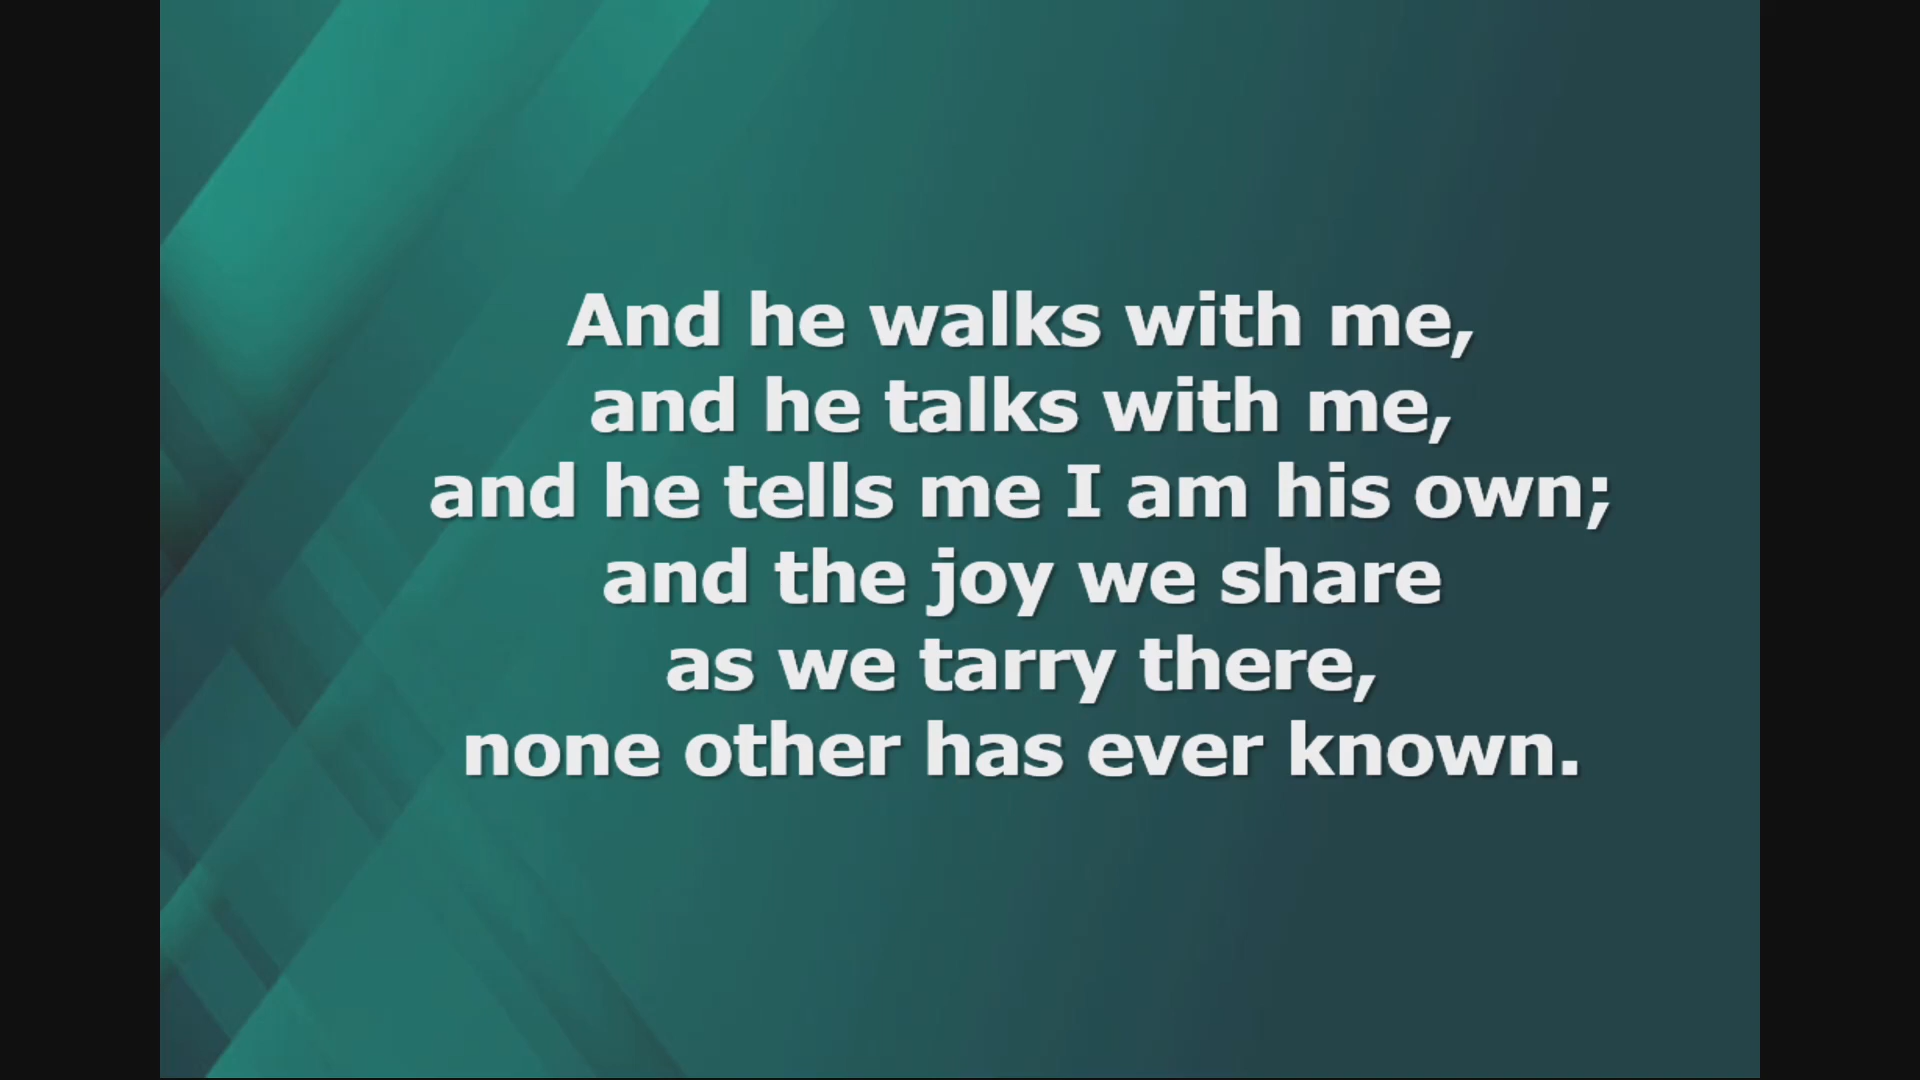 And he walks with me,
and he talks with me,
and he tells me I am his own;
and the joy we share
as we tarry there,
none other has ever known.